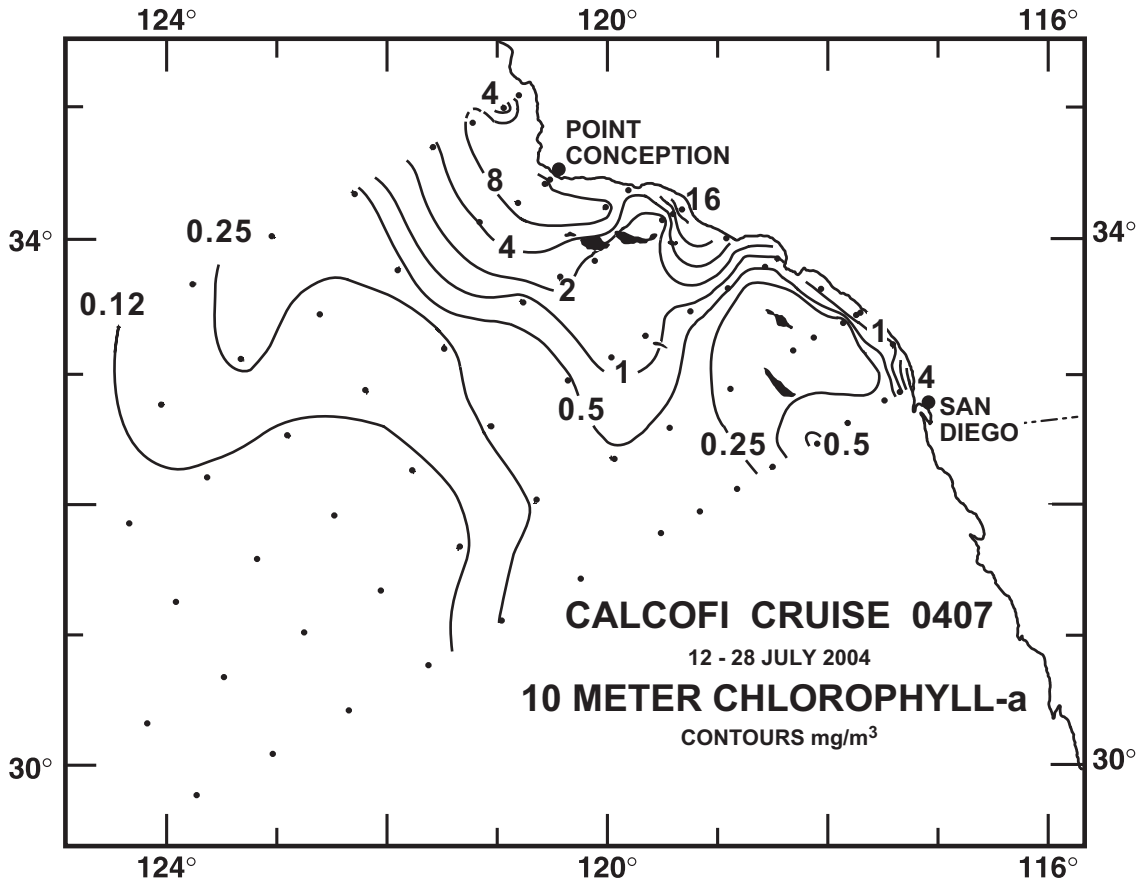 124° 120° 116°
4
POINT
CONCEPTION
8
16
0.25
34° 34°
4
2
0.12
1
1
4
0.5
SAN
DIEGO
0.25 0.5
CALCOFI CRUISE 0407
12 - 28 JULY 2004
10 METER CHLOROPHYLL-a
CONTOURS mg/m³
30° 30°
124° 120° 116°